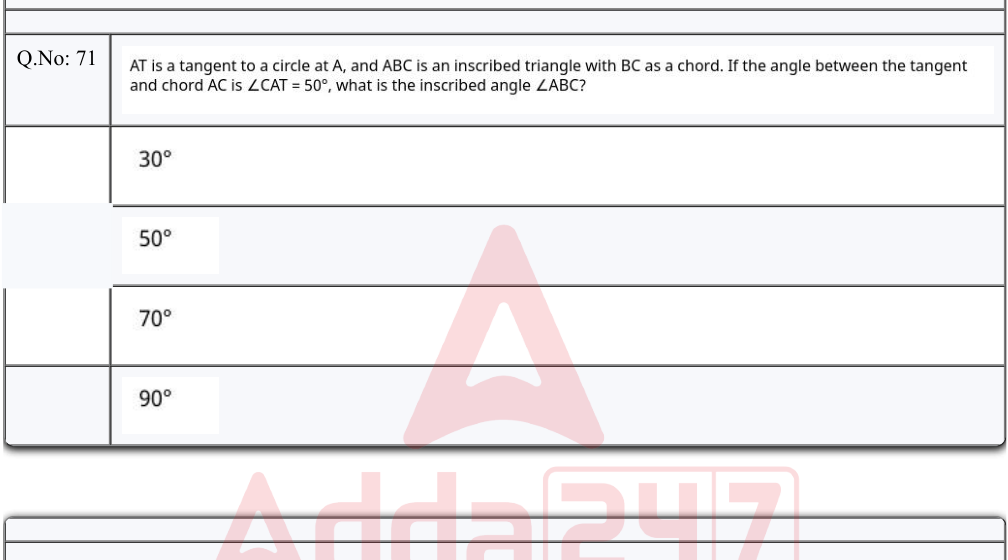 Q.No: 71
AT is a tangent to a circle at A, and ABC is an inscribed triangle with BC as a chord. If the angle between the tangent
and chord AC is ∠CAT = 50°, what is the inscribed angle ∠ABC?
30°
50°
70°
90°
Adda247